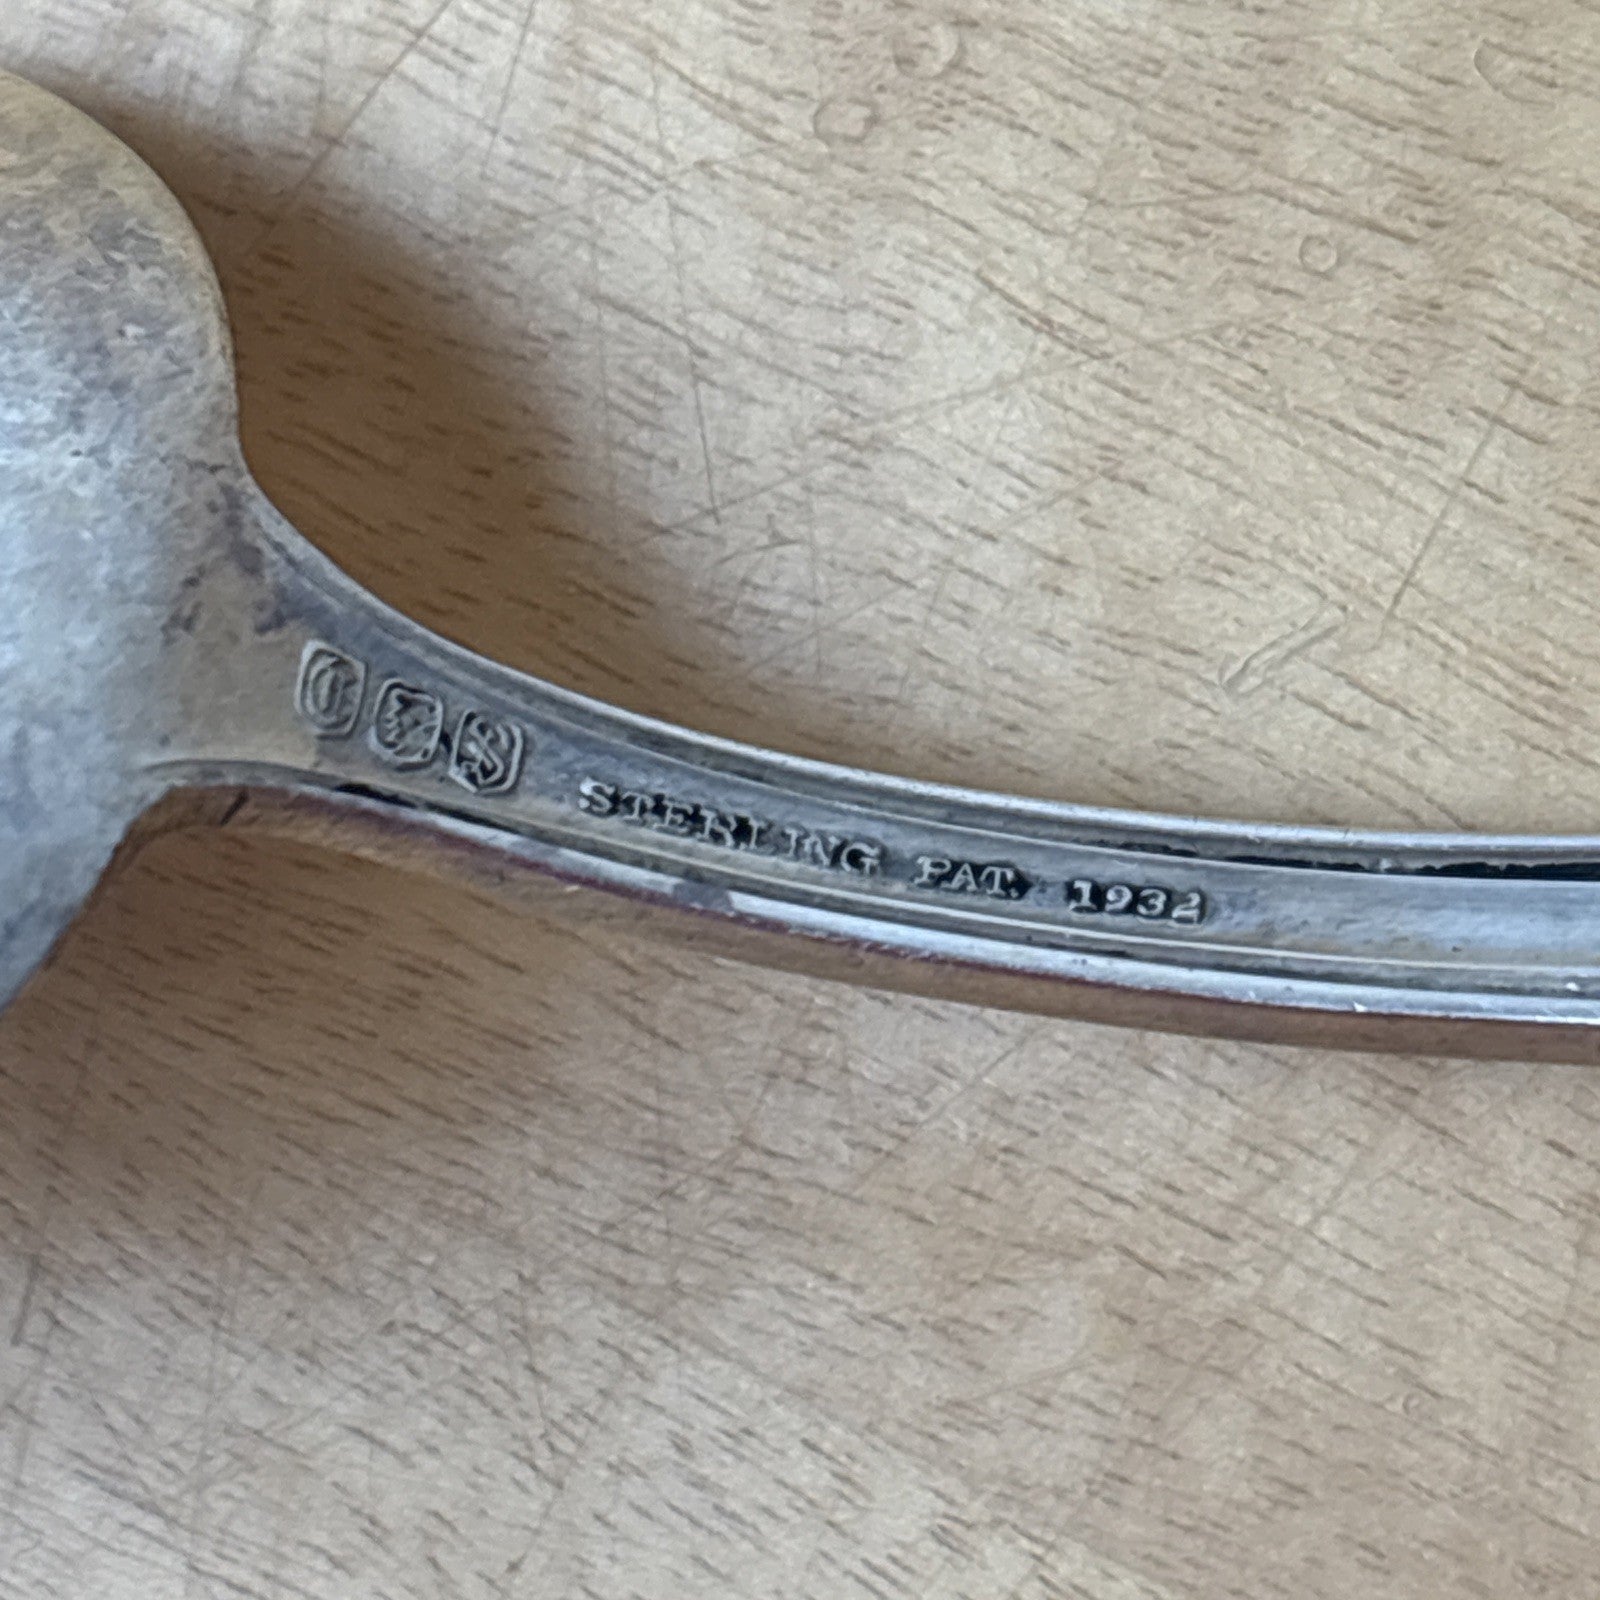 STERLING PAT. 1932